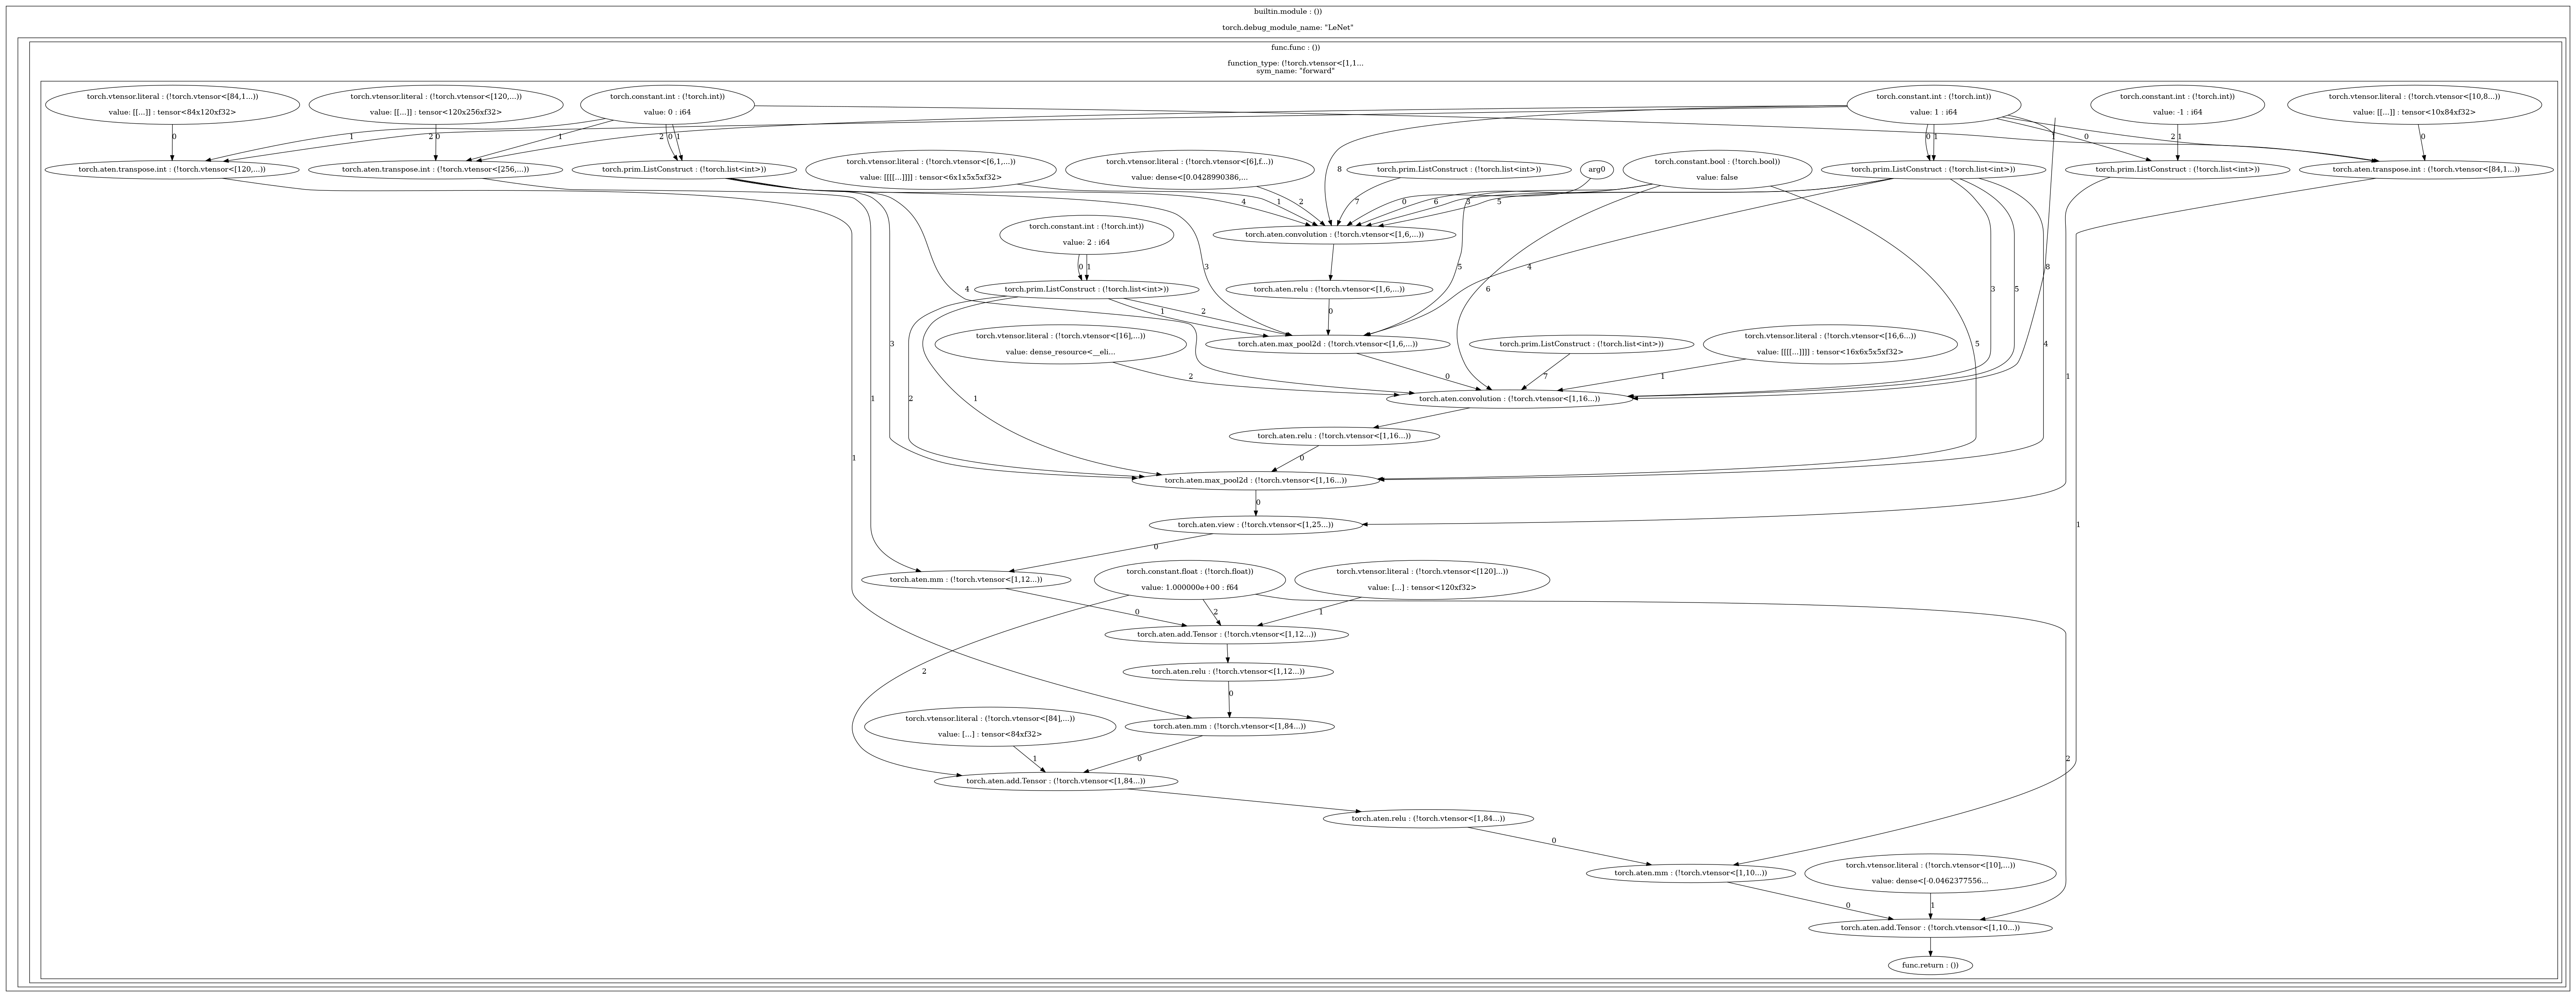 builtin.module : ())
torch.debug_module_name: "LeNet"
func.func : ())
function_type: (!torch.vtensor<[1,1...
sym_name: "forward"
torch.vtensor.literal : (!torch.vtensor<[84,1...))
value: [[...]] : tensor<84x120xf32>
torch.vtensor.literal : (!torch.vtensor<[120,...))
value: [[...]] : tensor<120x256xf32>
torch.constant.int : (!torch.int))
value: 0 : i64
torch.constant.int : (!torch.int))
value: 1 : i64
torch.constant.int : (!torch.int))
value: -1 : i64
torch.vtensor.literal : (!torch.vtensor<[10,8...))
value: [[...]] : tensor<10x84xf32>
0
1
2
0
1
2
0
1
8
0
1
1
0
1
2
0
torch.aten.transpose.int : (!torch.vtensor<[120,...))
torch.aten.transpose.int : (!torch.vtensor<[256,...))
torch.prim.ListConstruct : (!torch.list<int>))
torch.vtensor.literal : (!torch.vtensor<[6,1,...))
value: [[[[...]]]] : tensor<6x1x5x5xf32>
torch.vtensor.literal : (!torch.vtensor<[6],f...))
value: dense<[0.0428990386,...
torch.prim.ListConstruct : (!torch.list<int>))
arg0
torch.constant.bool : (!torch.bool))
value: false
torch.prim.ListConstruct : (!torch.list<int>))
torch.prim.ListConstruct : (!torch.list<int>))
torch.aten.transpose.int : (!torch.vtensor<[84,1...))
4
1
2
7
0
6
3
5
torch.aten.convolution : (!torch.vtensor<[1,6,...))
torch.constant.int : (!torch.int))
value: 2 : i64
0
1
3
5
4
8
torch.prim.ListConstruct : (!torch.list<int>))
torch.aten.relu : (!torch.vtensor<[1,6,...))
4
6
3
5
1
2
0
torch.aten.max_pool2d : (!torch.vtensor<[1,6,...))
torch.vtensor.literal : (!torch.vtensor<[16],...))
value: dense_resource<__eli...
torch.prim.ListConstruct : (!torch.list<int>))
torch.vtensor.literal : (!torch.vtensor<[16,6...))
value: [[[[...]]]] : tensor<16x6x5x5xf32>
3
5
4
2
0
7
1
1
torch.aten.convolution : (!torch.vtensor<[1,16...))
1
2
1
torch.aten.relu : (!torch.vtensor<[1,16...))
1
0
torch.aten.max_pool2d : (!torch.vtensor<[1,16...))
0
torch.aten.view : (!torch.vtensor<[1,25...))
1
0
torch.aten.mm : (!torch.vtensor<[1,12...))
torch.constant.float : (!torch.float))
value: 1.000000e+00 : f64
torch.vtensor.literal : (!torch.vtensor<[120]...))
value: [...] : tensor<120xf32>
0
2
1
torch.aten.add.Tensor : (!torch.vtensor<[1,12...))
2
torch.aten.relu : (!torch.vtensor<[1,12...))
0
torch.vtensor.literal : (!torch.vtensor<[84],...))
value: [...] : tensor<84xf32>
torch.aten.mm : (!torch.vtensor<[1,84...))
1
0
2
torch.aten.add.Tensor : (!torch.vtensor<[1,84...))
torch.aten.relu : (!torch.vtensor<[1,84...))
0
torch.aten.mm : (!torch.vtensor<[1,10...))
torch.vtensor.literal : (!torch.vtensor<[10],...))
value: dense<[-0.0462377556...
0
1
torch.aten.add.Tensor : (!torch.vtensor<[1,10...))
func.return : ())